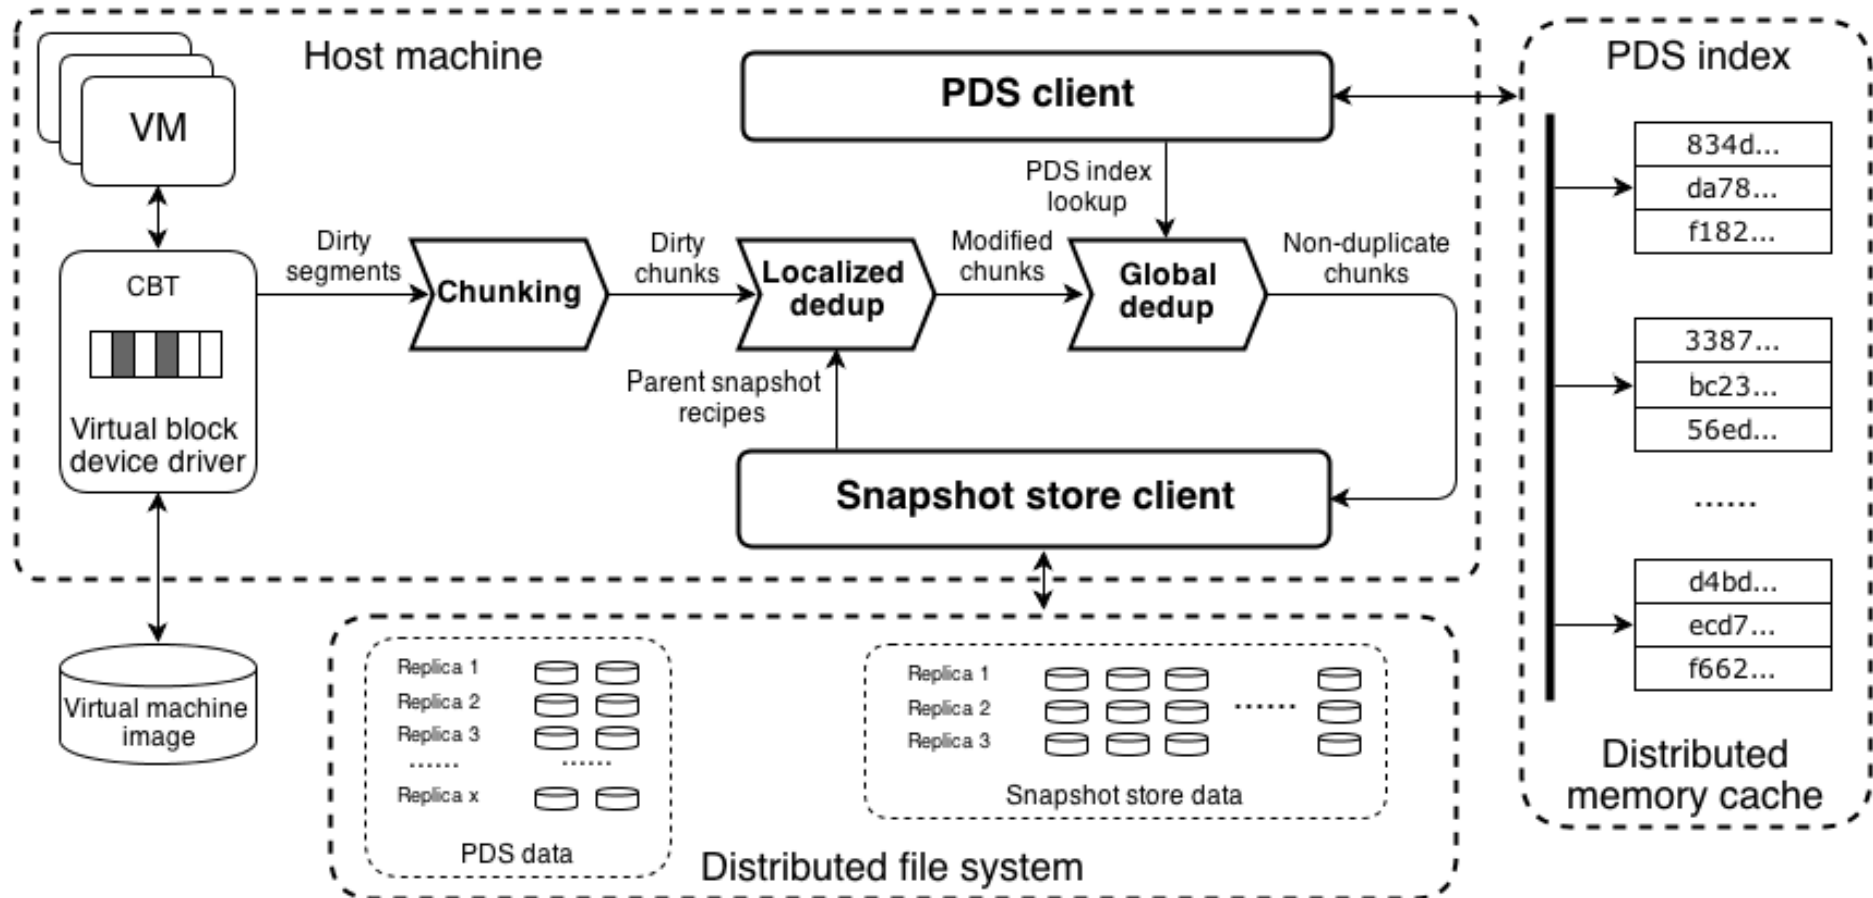 Host machine
VM
CBT
Virtual block
device driver
Virtual machine
image
Dirty
segments
Chunking
Dirty
chunks
Localized
dedup
Modified
chunks
Global
dedup
Non-duplicate
chunks
PDS client
PDS index
lookup
Parent snapshot
recipes
Snapshot store client
Replica 1
Replica 2
Replica 3
......
......
Replica x
PDS data
Replica 1
Replica 2
......
Replica 3
Snapshot store data
Distributed file system
PDS index
834d...
da78...
f182...
3387...
bc23...
56ed...
......
d4bd...
ecd7...
f662...
Distributed
memory cache